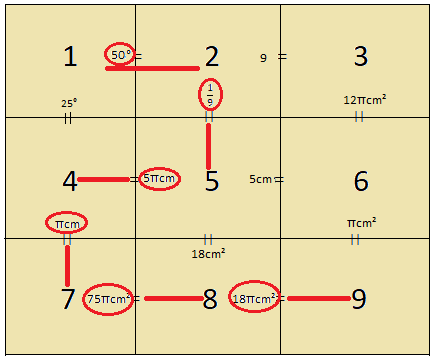 1 50° = 2 9 = 3
25° 1/9 12πcm²
= = =
4 5πcm = 5 5cm = 6
πcm = = πcm² =
18cm²
7 75πcm² = 8 18πcm² = 9